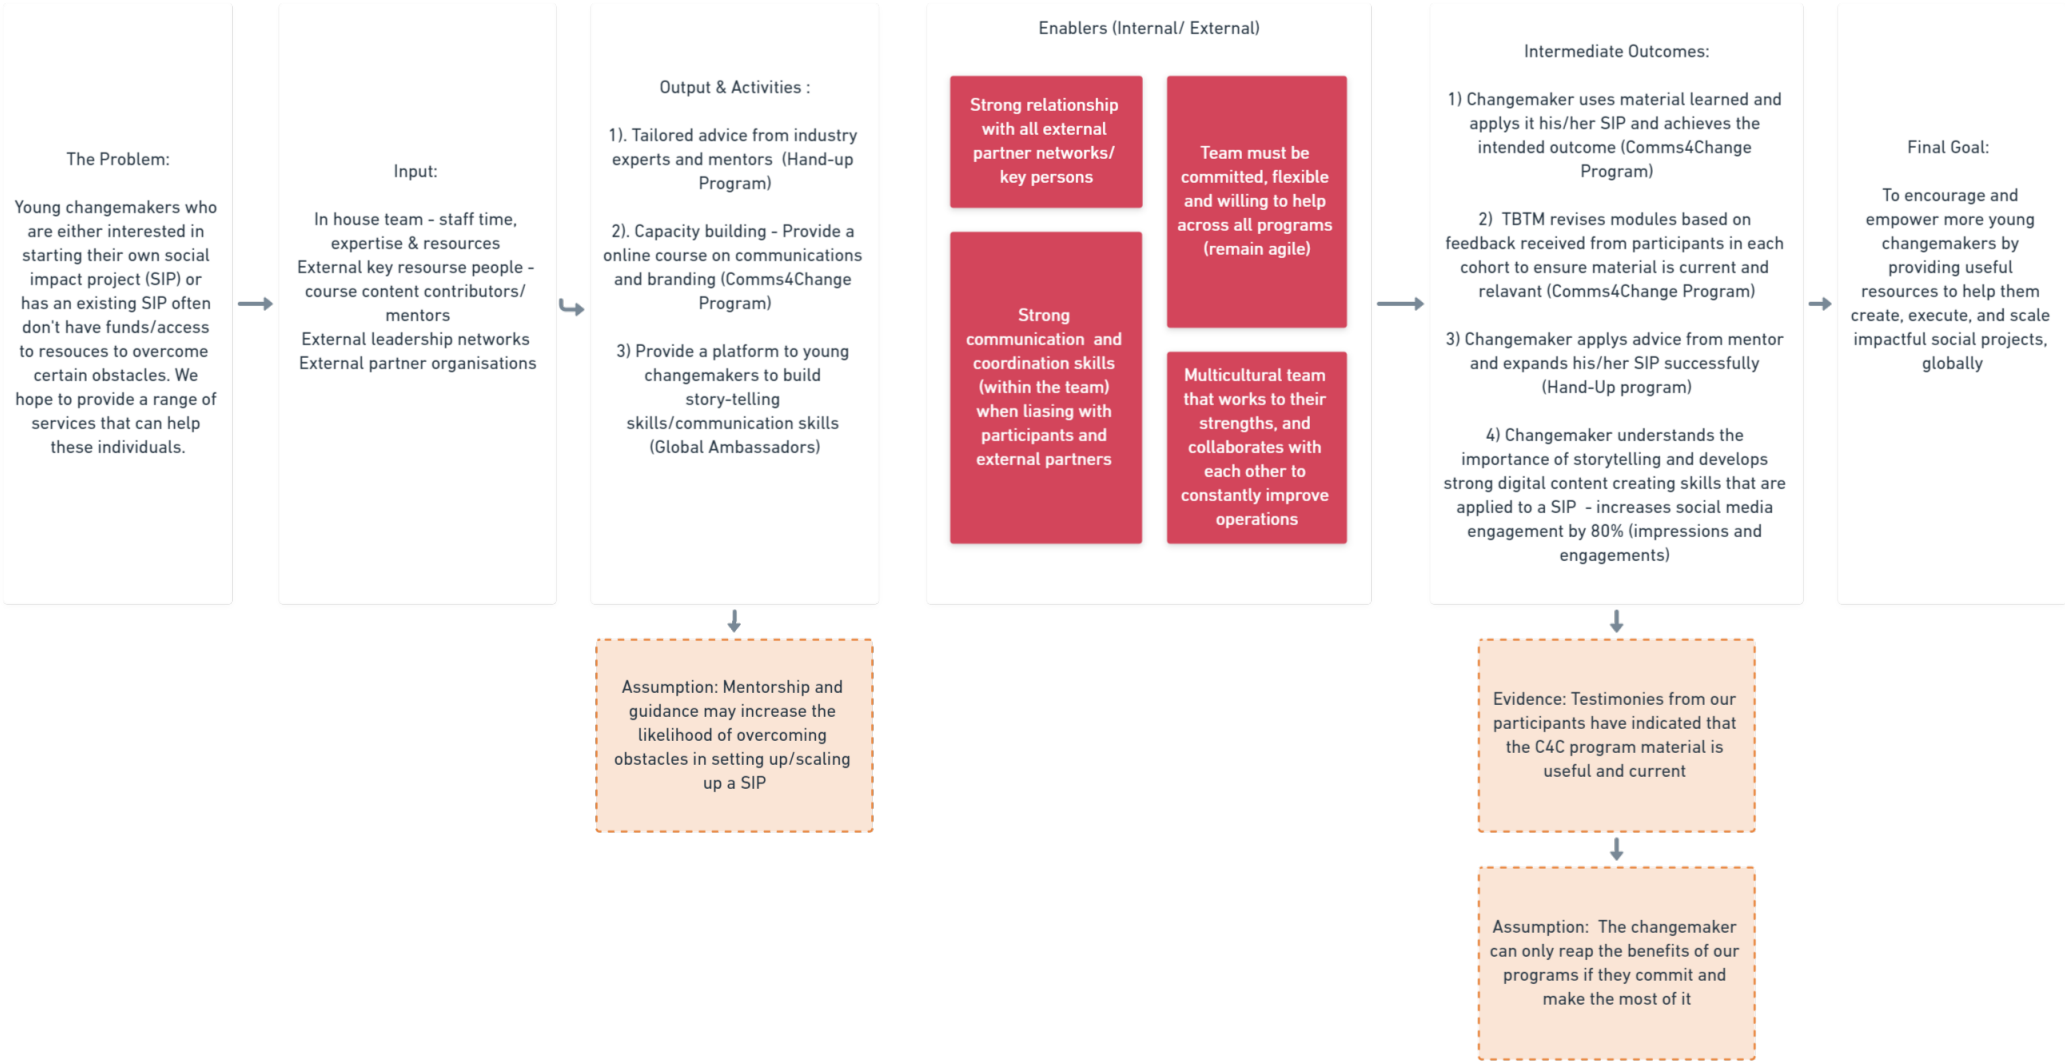 The Problem:
Young changemakers who
are either interested in
starting their own social
impact project (SIP) or
has an existing SIP often
don't have funds/access
to resouces to overcome
certain obstacles. We
hope to provide a range of
services that can help
these individuals.
Input:
In house team - staff time,
expertise & resources
External key resourse people -
course content contributors/
mentors
External leadership networks
External partner organisations
Output & Activities :
1). Tailored advice from industry
experts and mentors (Hand-up
Program)
2). Capacity building - Provide a
online course on communications
and branding (Comms4Change
Program)
3) Provide a platform to young
changemakers to build
story-telling
skills/communication skills
(Global Ambassadors)
Assumption: Mentorship and
guidance may increase the
likelihood of overcoming
obstacles in setting up/scaling
up a SIP
Enablers (Internal/ External)
Strong relationship
with all external
partner networks/
key persons
Strong
communication and
coordination skills
(within the team)
when liasing with
participants and
external partners
Team must be
committed, flexible
and willing to help
across all programs
(remain agile)
Multicultural team
that works to their
strengths, and
collaborates with
each other to
constantly improve
operations
Intermediate Outcomes:
1) Changemaker uses material learned and
applys it his/her SIP and achieves the
intended outcome (Comms4Change
Program)
2) TBTM revises modules based on
feedback received from participants in each
cohort to ensure material is current and
relavant (Comms4Change Program)
3) Changemaker applys advice from mentor
and expands his/her SIP successfully
(Hand-Up program)
4) Changemaker understands the
importance of storytelling and develops
strong digital content creating skills that are
applied to a SIP - increases social media
engagement by 80% (impressions and
engagements)
Evidence: Testimonies from our
participants have indicated that
the C4C program material is
useful and current
Assumption: The changemaker
can only reap the benefits of our
programs if they commit and
make the most of it
Final Goal:
To encourage and
empower more young
changemakers by
providing useful
resources to help them
create, execute, and scale
impactful social projects,
globally